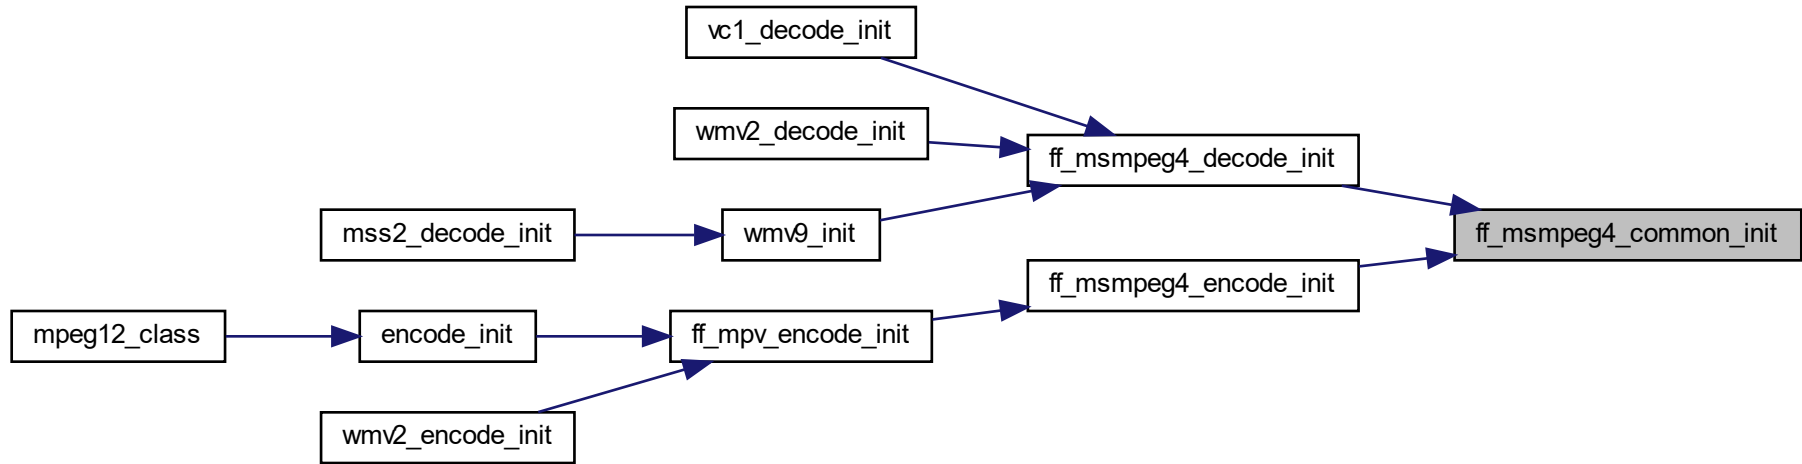 vc1_decode_init
wmv2_decode_init
ff_msmpeg4_decode_init
mss2_decode_init
wmv9_init
ff_msmpeg4_common_init
ff_msmpeg4_encode_init
mpeg12_class
encode_init
ff_mpv_encode_init
wmv2_encode_init